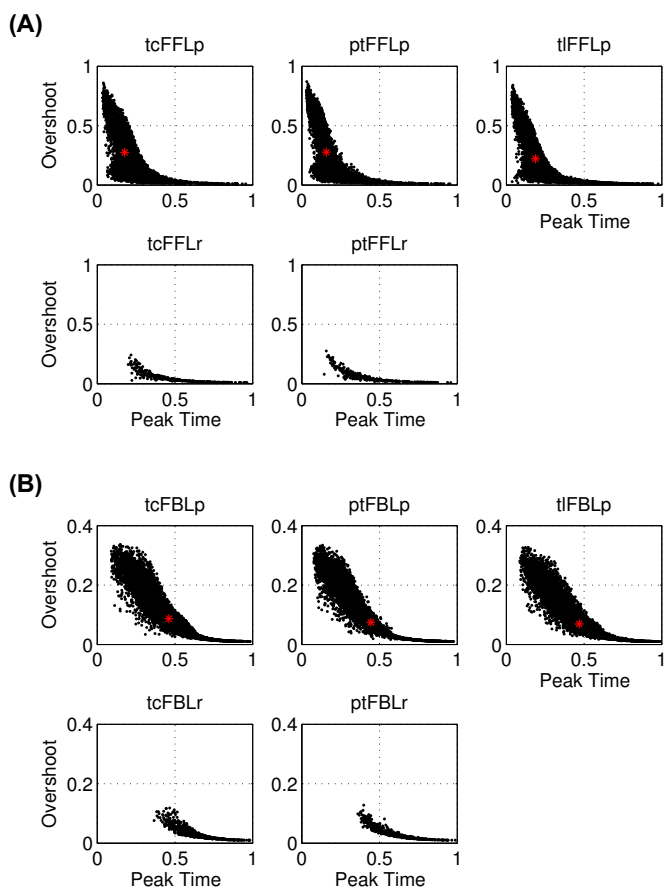 (A)
tcFFLp ptFFLp tlFFLp
1 1 1
Overshoot
0.5 0.5 0.5
0 0 0
0 0.5 1 0 0.5 1 0 0.5 1
Peak Time
tcFFLr ptFFLr
1 1
Overshoot
0.5 0.5
0 0
0 0.5 1 0 0.5 1
Peak Time Peak Time
(B)
tcFBLp ptFBLp tlFBLp
0.4 0.4 0.4
Overshoot
0.2 0.2 0.2
0 0 0
0 0.5 1 0 0.5 1 0 0.5 1
Peak Time
tcFBLr ptFBLr
0.4 0.4
Overshoot
0.2 0.2
0 0
0 0.5 1 0 0.5 1
Peak Time Peak Time